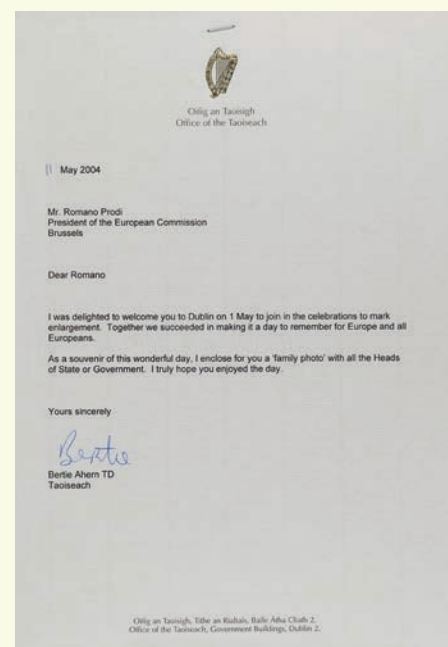 Oifig an Taoisigh
Office of the Taoiseach
11 May 2004
Mr. Romano Prodi
President of the European Commission
Brussels
Dear Romano
I was delighted to welcome you to Dublin on 1 May to join in the celebrations to mark
enlargement. Together we succeeded in making it a day to remember for Europe and all
Europeans.
As a souvenir of this wonderful day, I enclose for you a 'family photo' with all the Heads
of State or Government. I truly hope you enjoyed the day.
Yours sincerely
Bertie
Bertie Ahern TD
Taoiseach
Oifig an Taoisigh, Tithe an Rialtais, Baile Átha Cliath 2.
Office of the Taoiseach, Government Buildings, Dublin 2.